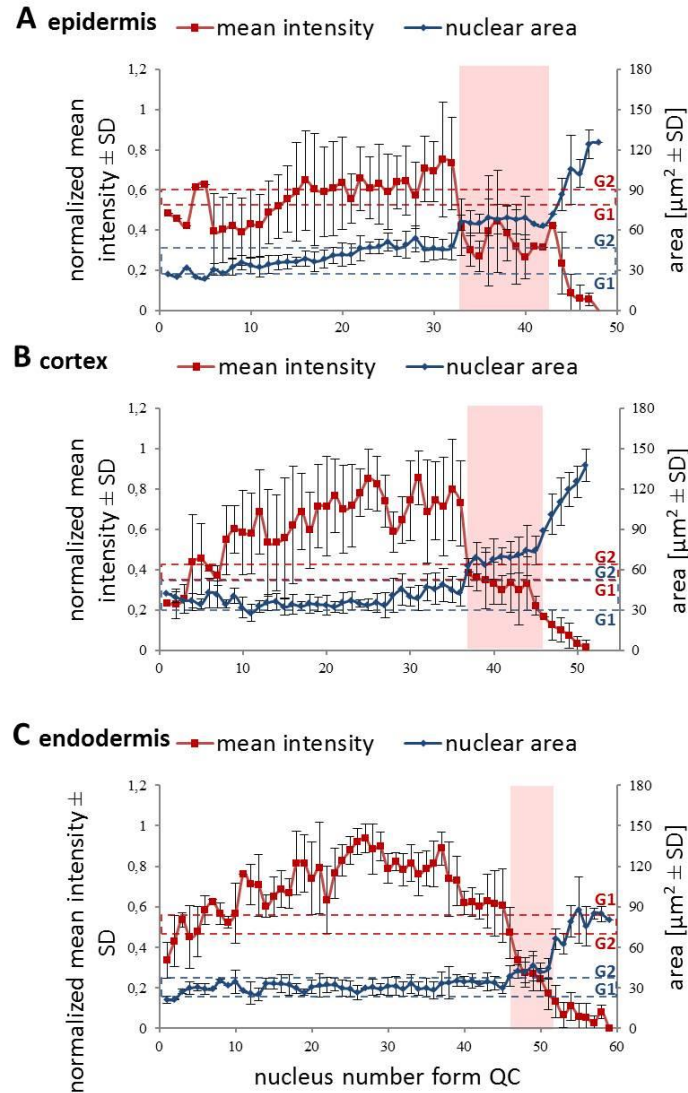 A epidermis
mean intensity
nuclear area
normalized mean
intensity ± SD
1,2
1
0,8
0,6
0,4
0,2
0
180
150
120
90
60
30
0
area [µm² ± SD]
G2
G1
G2
G1
0 10 20 30 40 50
B cortex
mean intensity
nuclear area
normalized mean
intensity ± SD
1,2
1
0,8
0,6
0,4
0,2
0
180
150
120
90
60
30
0
area [µm² ± SD]
G2
G2
G1
G1
0 10 20 30 40 50
C endodermis
mean intensity
nuclear area
normalized mean intensity ±
SD
1,2
1
0,8
0,6
0,4
0,2
0
180
150
120
90
60
30
0
area [µm² ± SD]
G1
G2
G2
G1
0 10 20 30 40 50 60
nucleus number form QC